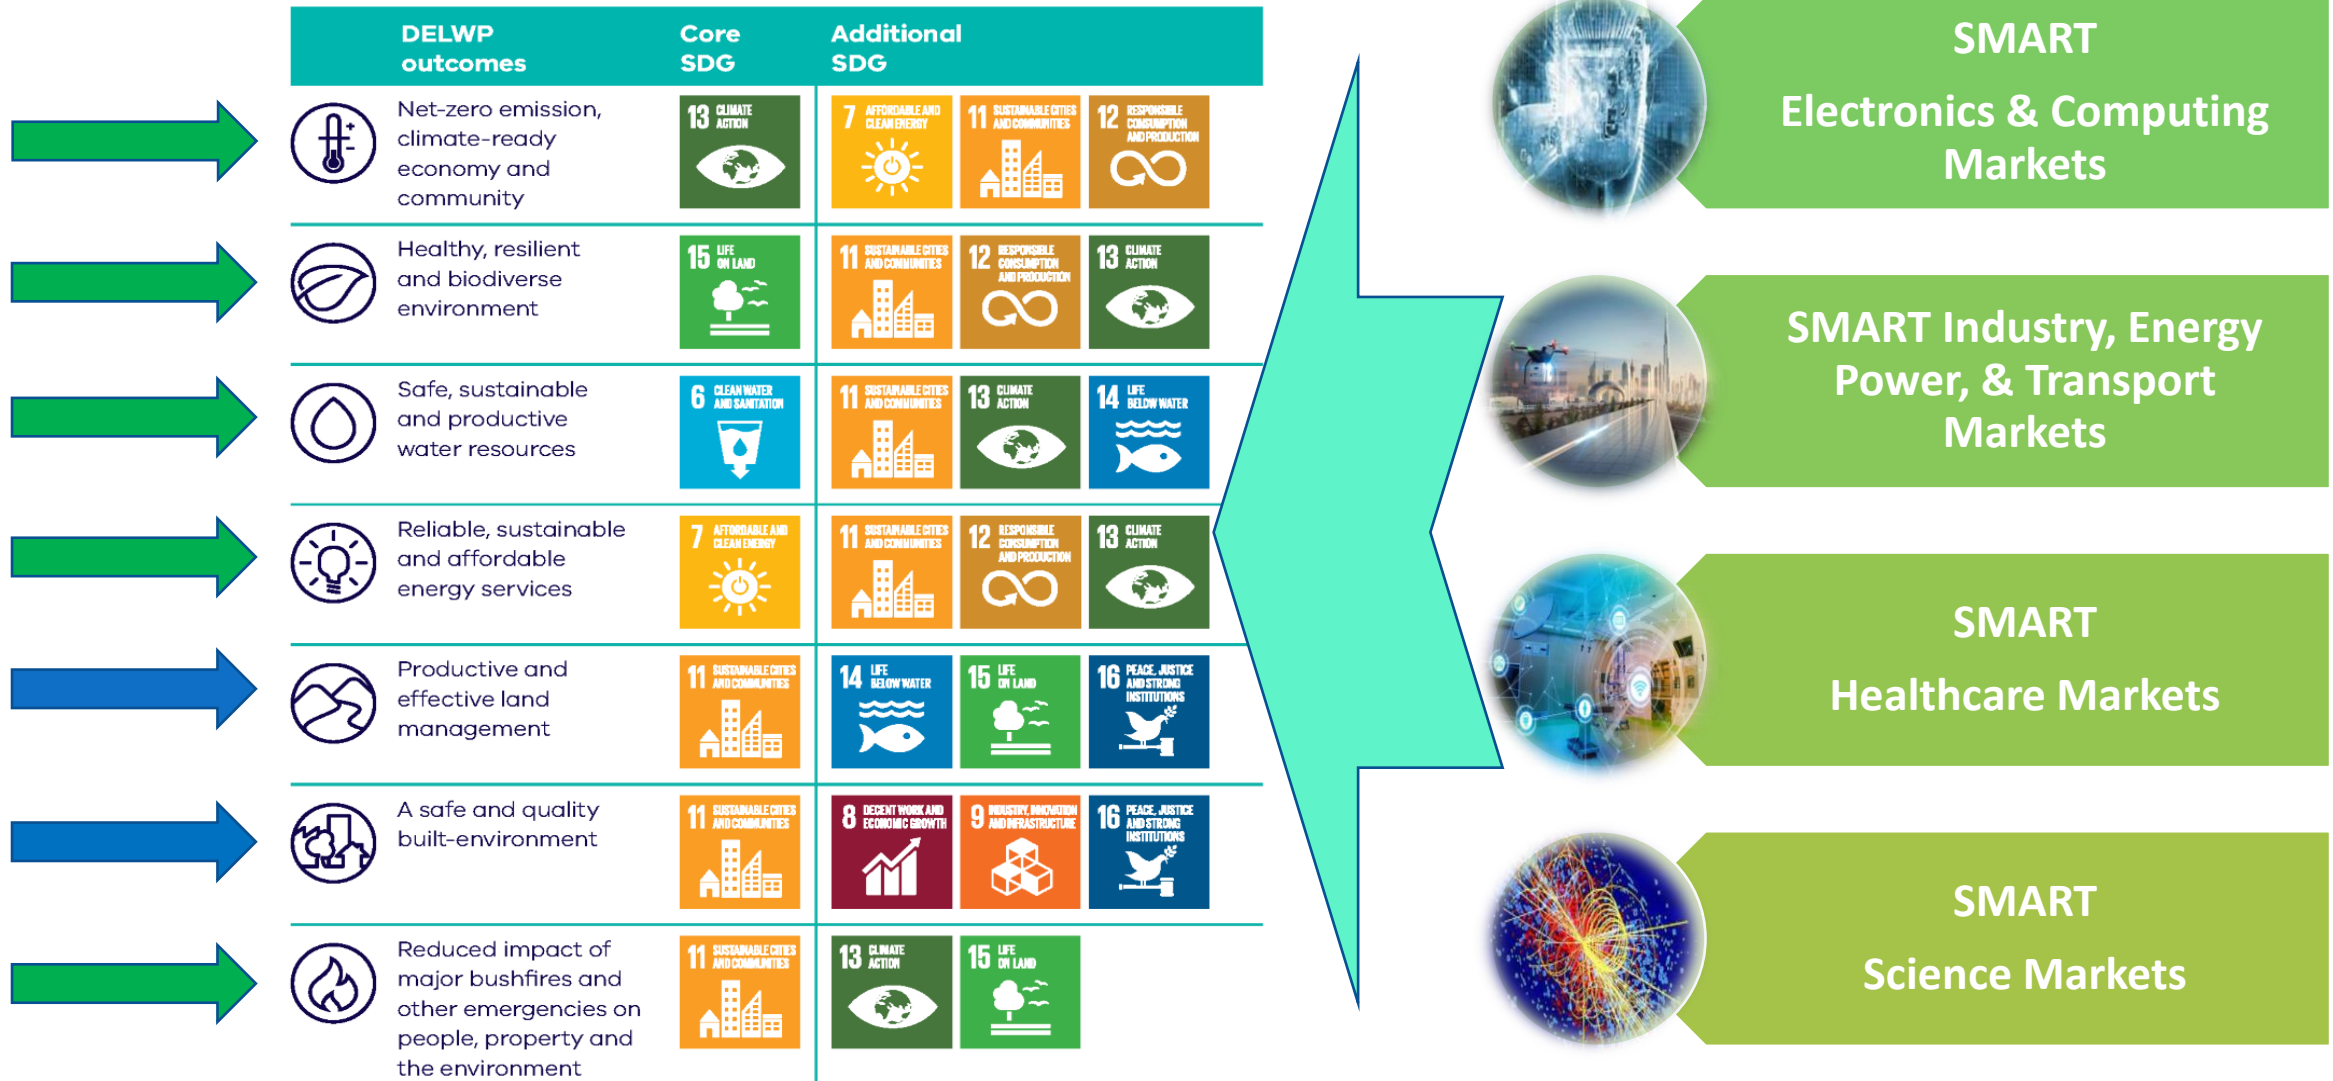 DELWP
outcomes
Core
SDG
Additional
SDG
Net-zero emission,
climate-ready
economy and
community
13 CLIMATE
ACTION
7 AFFORDABLE AND
CLEAN ENERGY
11 SUSTAINABLE CITIES
AND COMMUNITIES
12 RESPONSIBLE
CONSUMPTION
AND PRODUCTION
Healthy, resilient
and biodiverse
environment
15 LIFE
ON LAND
11 SUSTAINABLE CITIES
AND COMMUNITIES
12 RESPONSIBLE
CONSUMPTION
AND PRODUCTION
13 CLIMATE
ACTION
Safe, sustainable
and productive
water resources
6 CLEAN WATER
AND SANITATION
11 SUSTAINABLE CITIES
AND COMMUNITIES
13 CLIMATE
ACTION
14 LIFE
BELOW WATER
Reliable, sustainable
and affordable
energy services
7 AFFORDABLE AND
CLEAN ENERGY
11 SUSTAINABLE CITIES
AND COMMUNITIES
12 RESPONSIBLE
CONSUMPTION
AND PRODUCTION
13 CLIMATE
ACTION
Productive and
effective land
management
11 SUSTAINABLE CITIES
AND COMMUNITIES
14 LIFE
BELOW WATER
15 LIFE
ON LAND
16 PEACE, JUSTICE
AND STRONG
INSTITUTIONS
A safe and quality
built-environment
11 SUSTAINABLE CITIES
AND COMMUNITIES
8 DECENT WORK AND
ECONOMIC GROWTH
9 INDUSTRY, INNOVATION
AND INFRASTRUCTURE
16 PEACE, JUSTICE
AND STRONG
INSTITUTIONS
Reduced impact of
major bushfires and
other emergencies on
people, property and
the environment
11 SUSTAINABLE CITIES
AND COMMUNITIES
13 CLIMATE
ACTION
15 LIFE
ON LAND
SMART
Electronics & Computing
Markets
SMART Industry, Energy
Power, & Transport
Markets
SMART
Healthcare Markets
SMART
Science Markets